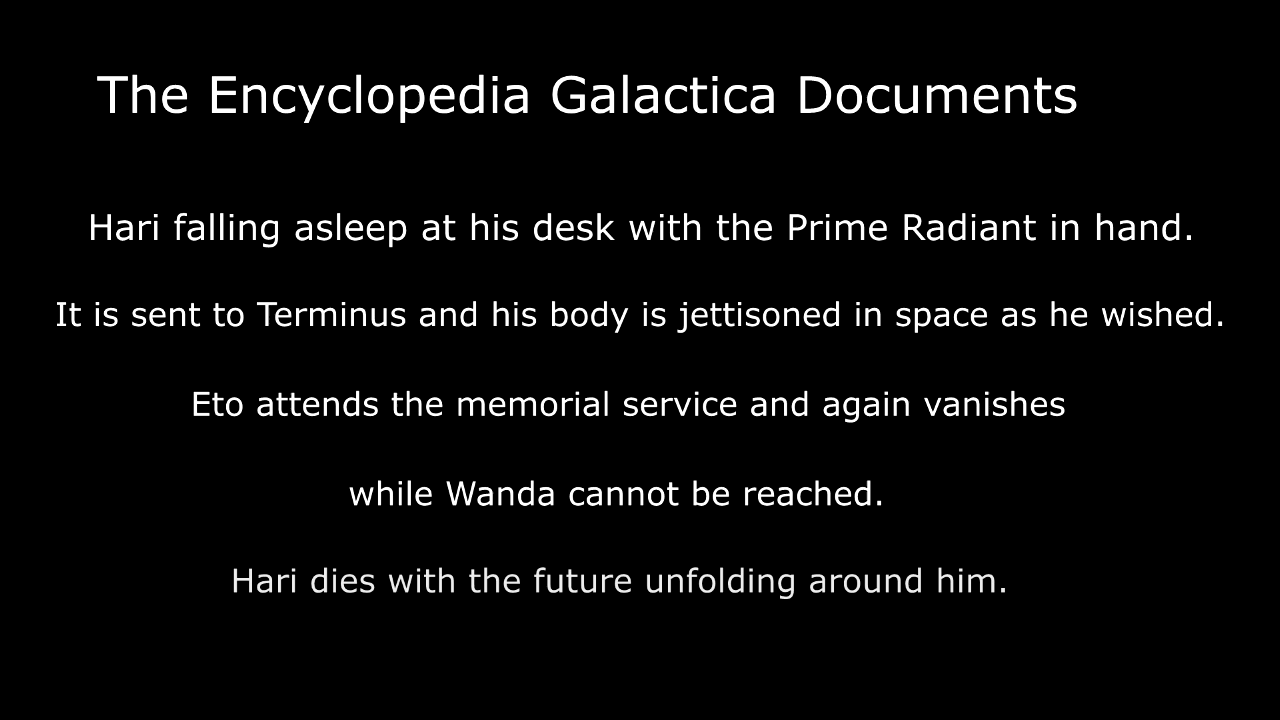 The Encyclopedia Galactica Documents
Hari falling asleep at his desk with the Prime Radiant in hand.
It is sent to Terminus and his body is jettisoned in space as he wished.
Eto attends the memorial service and again vanishes
while Wanda cannot be reached.
Hari dies with the future unfolding around him.